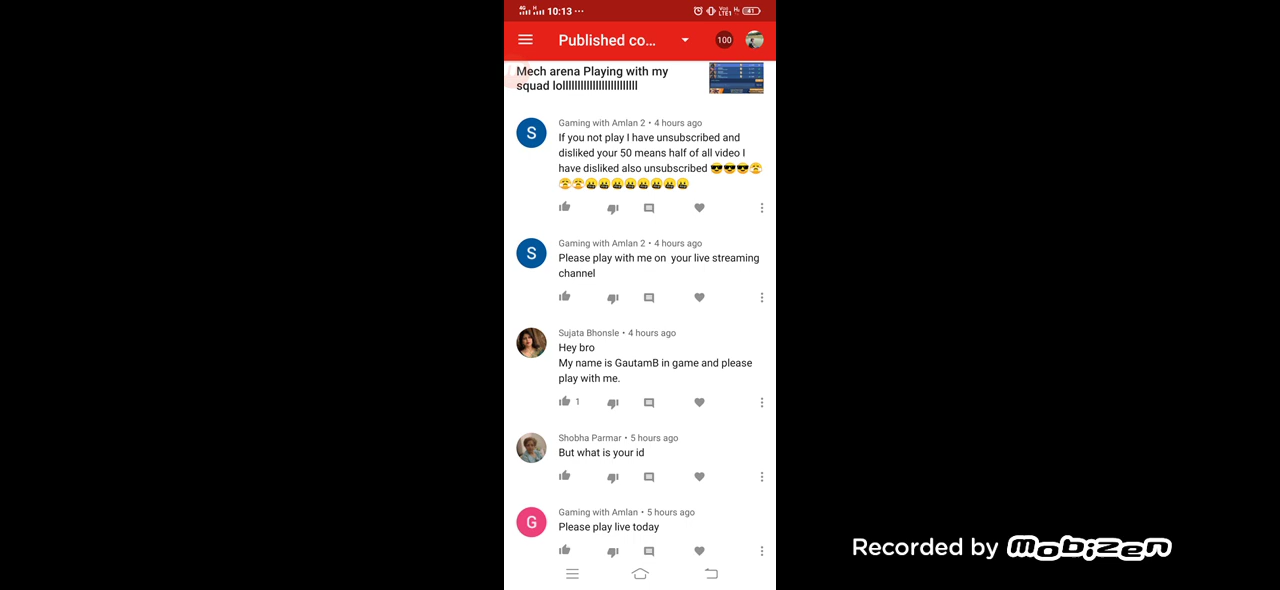 4G H 10:13 ···
Published co... 100
Mech arena Playing with my
squad lolllllllllllllllllllllllll
Gaming with Amlan 2 • 4 hours ago
S
If you not play I have unsubscribed and
disliked your 50 means half of all video I
have disliked also unsubscribed 😎😎😎😤
😤😤🤬🤬🤬🤬🤬🤬🤬🤬
Gaming with Amlan 2 • 4 hours ago
S
Please play with me on your live streaming
channel
Sujata Bhonsle • 4 hours ago
Hey bro
My name is GautamB in game and please
play with me.
1
Shobha Parmar • 5 hours ago
But what is your id
Gaming with Amlan • 5 hours ago
G
Please play live today
Recorded by mobizen